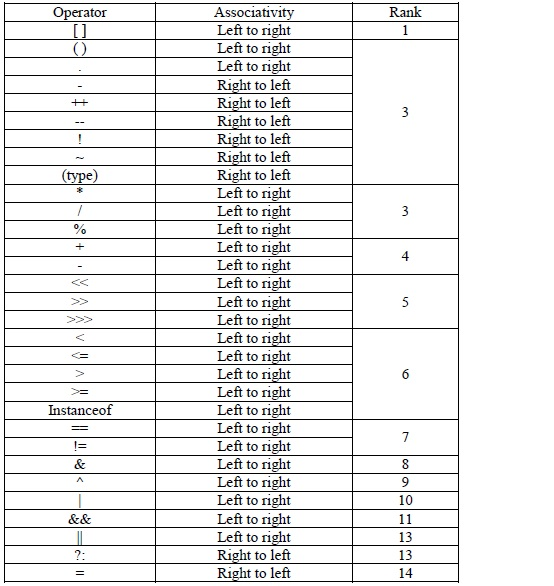 Operator Associativity Rank
[ ] Left to right 1
( ) Left to right
. Left to right
- Right to left
++ Right to left
-- Right to left
! Right to left
~ Right to left
(type) Right to left
3
* Left to right
/ Left to right 3
% Left to right
+ Left to right
- Left to right
4
<< Left to right
>> Left to right 5
>>> Left to right
< Left to right
<= Left to right
> Left to right 6
>= Left to right
Instanceof Left to right
== Left to right
!= Left to right
7
& Left to right 8
^ Left to right 9
| Left to right 10
&& Left to right 11
|| Left to right 13
?: Right to left 13
= Right to left 14